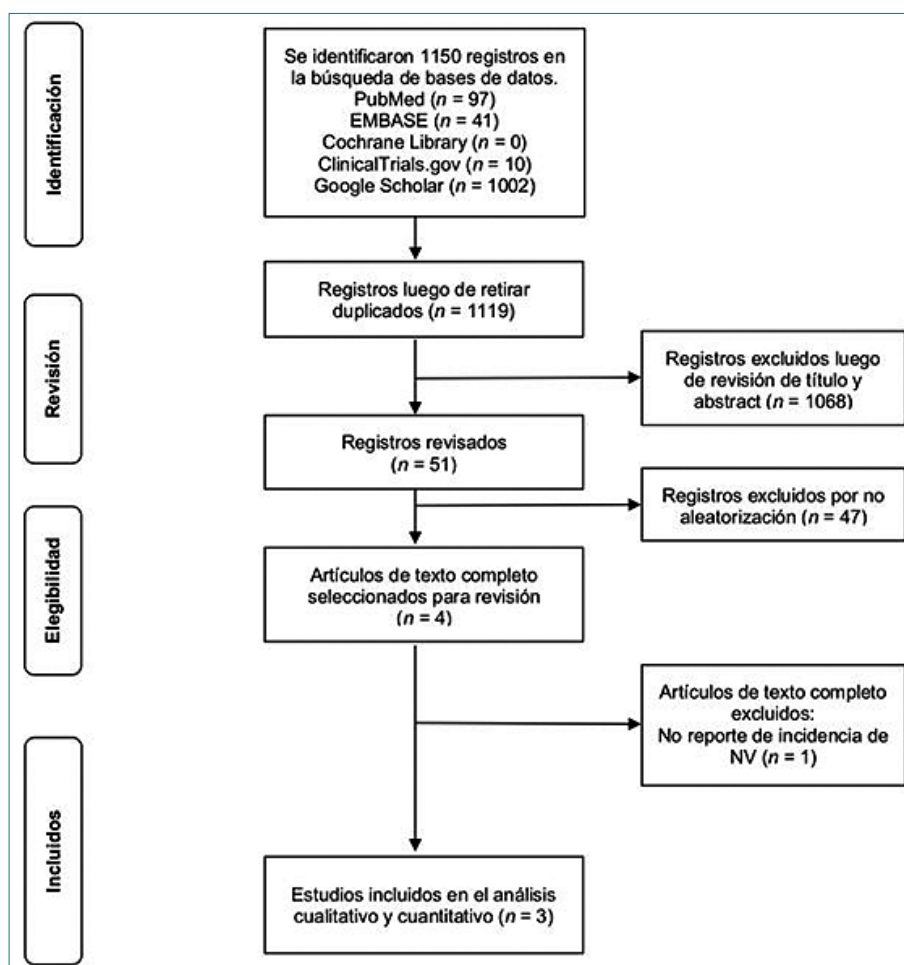 Identificación
Se identificaron 1150 registros en
la búsqueda de bases de datos.
PubMed (n = 97)
EMBASE (n = 41)
Cochrane Library (n = 0)
ClinicalTrials.gov (n = 10)
Google Scholar (n = 1002)
Revisión
Registros luego de retirar
duplicados (n = 1119)
Registros excluidos luego
de revisión de título y
abstract (n = 1068)
Registros revisados
(n = 51)
Elegibilidad
Registros excluidos por no
aleatorización (n = 47)
Artículos de texto completo
seleccionados para revisión
(n = 4)
Artículos de texto completo
excluidos:
No reporte de incidencia de
NV (n = 1)
Incluidos
Estudios incluidos en el análisis
cualitativo y cuantitativo (n = 3)